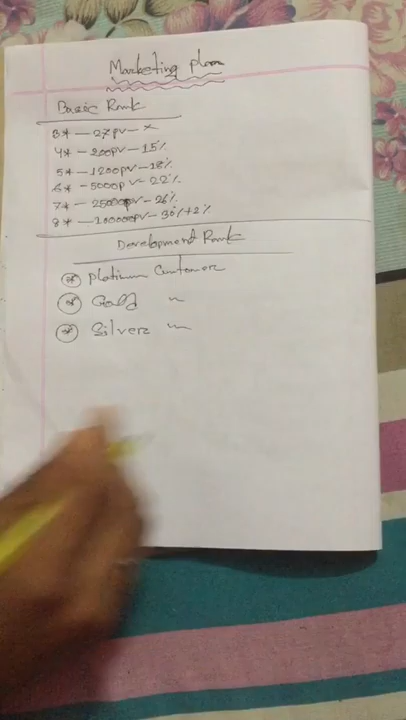 Marketing plan
Basic Rank
3* — 27pv — x
4* — 200pv — 15%
5* — 1200pv — 18%
6* — 5000pv — 22%
7* — 25000pv — 26%
8* — 100000pv — 30%+2%
Development Rank
* Platinum Customer
* Gold "
* Silver "